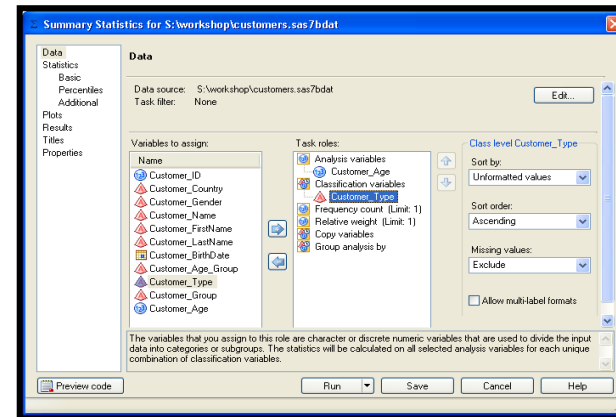 Summary Statistics for S:\workshop\customers.sas7bdat
Data
Statistics
Basic
Percentiles
Additional
Plots
Results
Titles
Properties
Data
Data source: S:\workshop\customers.sas7bdat
Task filter: None
Edit...
Variables to assign:
Name
Customer_ID
Customer_Country
Customer_Gender
Customer_Name
Customer_FirstName
Customer_LastName
Customer_BirthDate
Customer_Age_Group
Customer_Type
Customer_Group
Customer_Age
Task roles:
Analysis variables
Customer_Age
Classification variables
Customer_Type
Frequency count (Limit: 1)
Relative weight (Limit: 1)
Copy variables
Group analysis by
Class level Customer_Type
Sort by:
Unformatted values
Sort order:
Ascending
Missing values:
Exclude
Allow multi-label formats
The variables that you assign to this role are character or discrete numeric variables that are used to divide the input
data into categories or subgroups. The statistics will be calculated on all selected analysis variables for each unique
combination of classification variables.
Preview code
Run
Save
Cancel
Help